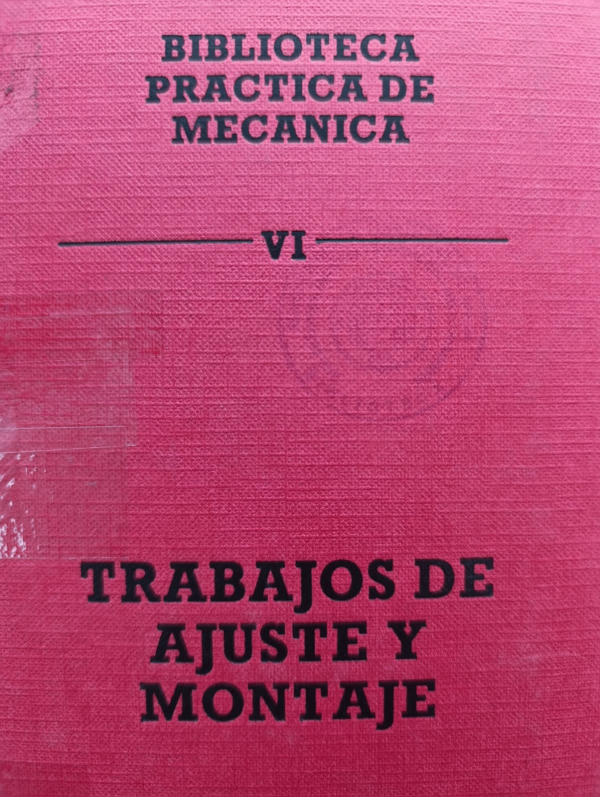 BIBLIOTECA
PRACTICA DE
MECANICA
VI
TRABAJOS DE
AJUSTE Y
MONTAJE